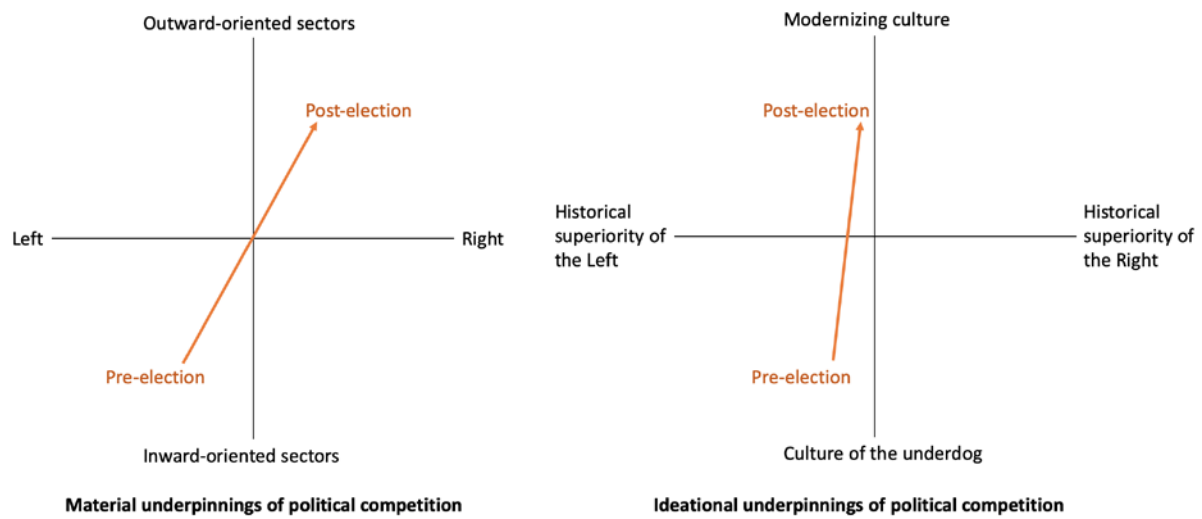 Outward-oriented sectors
Post-election
Left
Right
Pre-election
Inward-oriented sectors
Material underpinnings of political competition
Modernizing culture
Post-election
Historical
superiority of
the Left
Historical
superiority of
the Right
Pre-election
Culture of the underdog
Ideational underpinnings of political competition